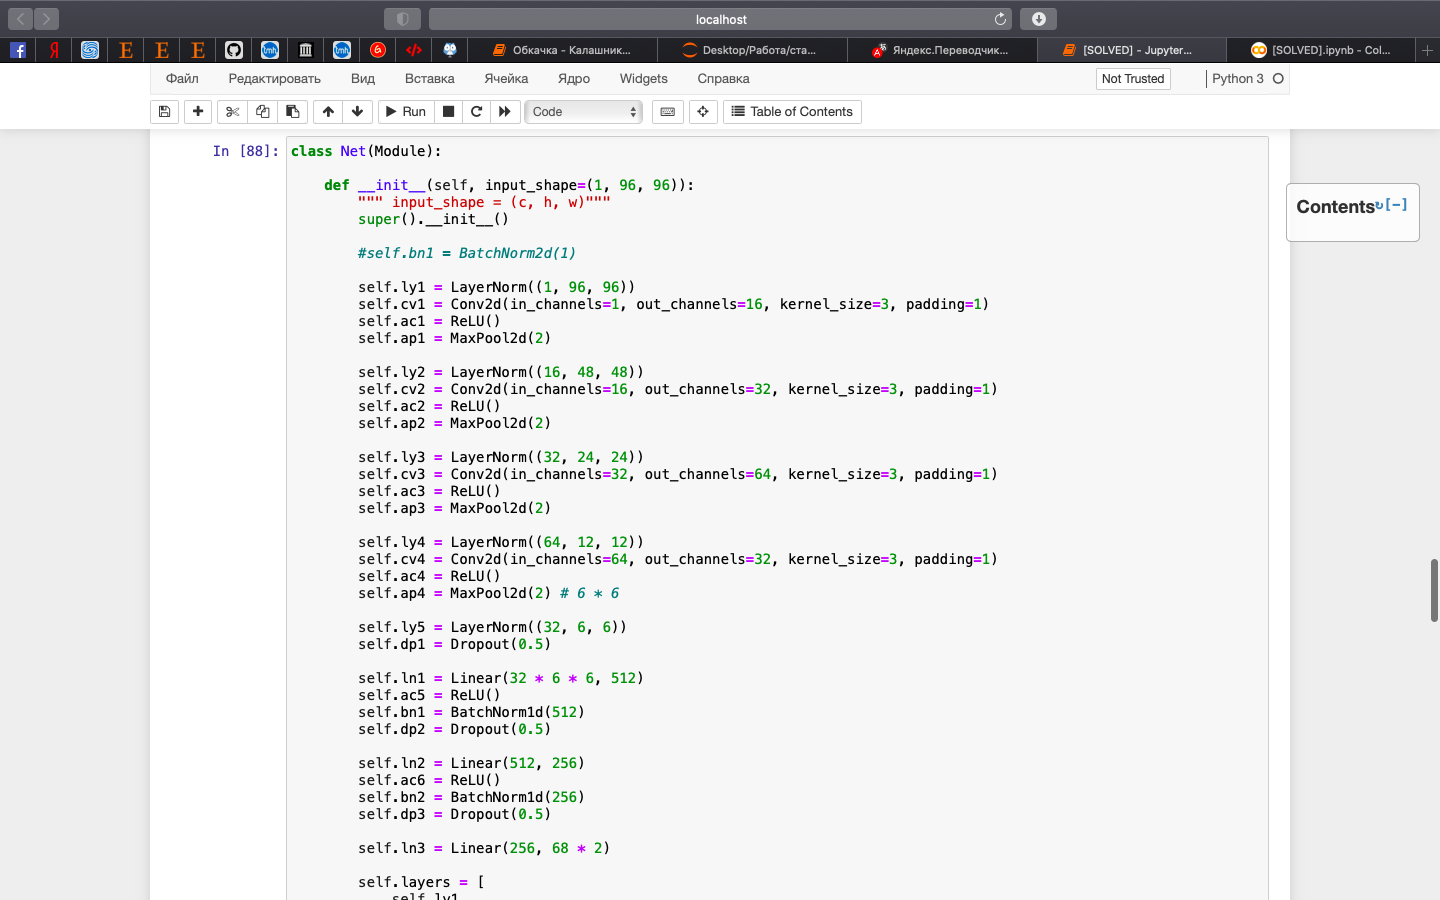 localhost
Обкачка - Калашник...
Desktop/Работа/ста...
Яндекс.Переводчик...
[SOLVED] - Jupyter...
[SOLVED].ipynb - Col...
Файл Редактировать Вид Вставка Ячейка Ядро Widgets Справка
Not Trusted
Python 3
Run
Code
Table of Contents
In [88]:
class Net(Module):
def __init__(self, input_shape=(1, 96, 96)):
""" input_shape = (c, h, w)"""
super().__init__()
#self.bn1 = BatchNorm2d(1)
self.ly1 = LayerNorm((1, 96, 96))
self.cv1 = Conv2d(in_channels=1, out_channels=16, kernel_size=3, padding=1)
self.ac1 = ReLU()
self.ap1 = MaxPool2d(2)
self.ly2 = LayerNorm((16, 48, 48))
self.cv2 = Conv2d(in_channels=16, out_channels=32, kernel_size=3, padding=1)
self.ac2 = ReLU()
self.ap2 = MaxPool2d(2)
self.ly3 = LayerNorm((32, 24, 24))
self.cv3 = Conv2d(in_channels=32, out_channels=64, kernel_size=3, padding=1)
self.ac3 = ReLU()
self.ap3 = MaxPool2d(2)
self.ly4 = LayerNorm((64, 12, 12))
self.cv4 = Conv2d(in_channels=64, out_channels=32, kernel_size=3, padding=1)
self.ac4 = ReLU()
self.ap4 = MaxPool2d(2) # 6 * 6
self.ly5 = LayerNorm((32, 6, 6))
self.dp1 = Dropout(0.5)
self.ln1 = Linear(32 * 6 * 6, 512)
self.ac5 = ReLU()
self.bn1 = BatchNorm1d(512)
self.dp2 = Dropout(0.5)
self.ln2 = Linear(512, 256)
self.ac6 = ReLU()
self.bn2 = BatchNorm1d(256)
self.dp3 = Dropout(0.5)
self.ln3 = Linear(256, 68 * 2)
self.layers = [
self.ly1
Contents [-]